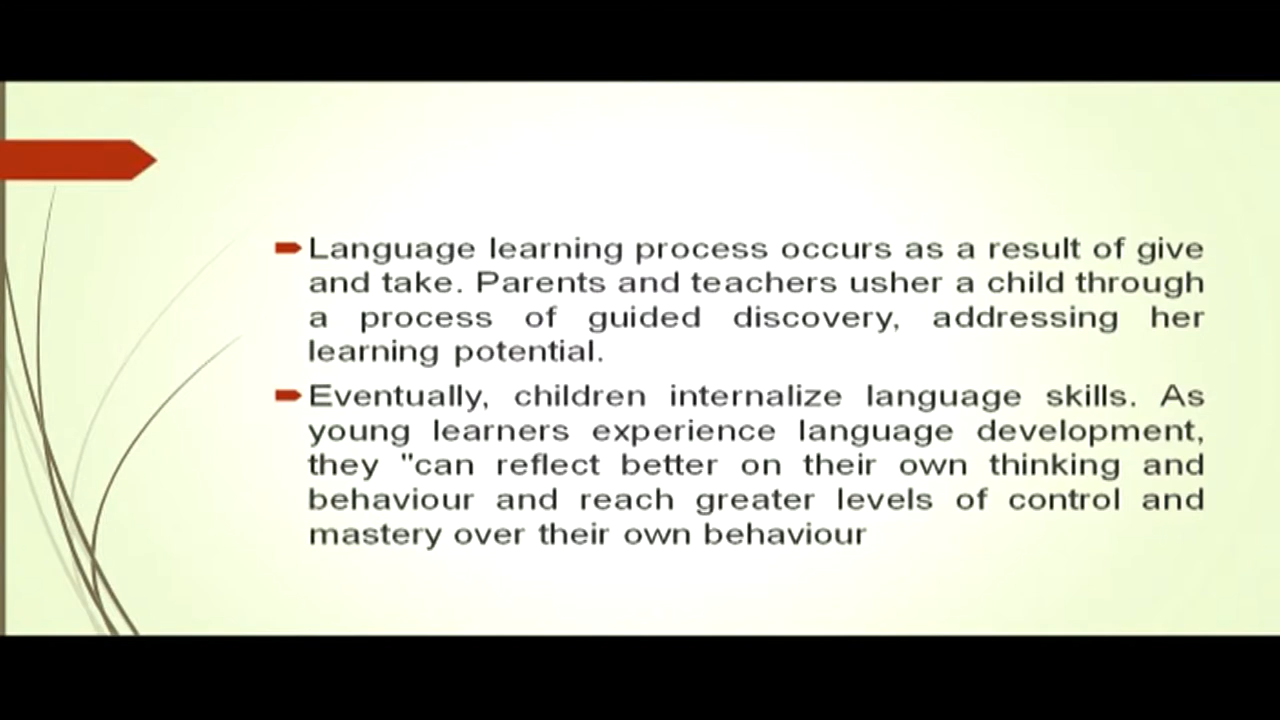 Language learning process occurs as a result of give
and take. Parents and teachers usher a child through
a process of guided discovery, addressing her
learning potential.
Eventually, children internalize language skills. As
young learners experience language development,
they "can reflect better on their own thinking and
behaviour and reach greater levels of control and
mastery over their own behaviour